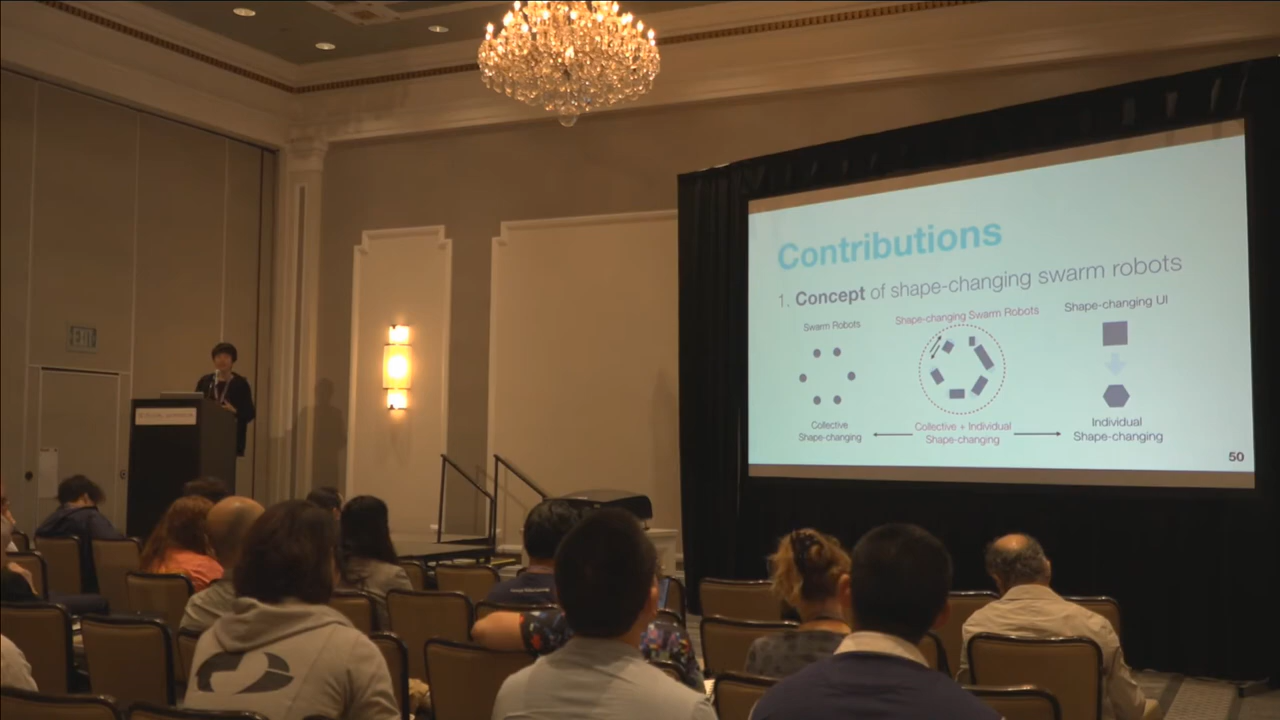 EXIT
Contributions
1. Concept of shape-changing swarm robots
Swarm Robots
Shape-changing Swarm Robots
Shape-changing UI
Collective
Shape-changing
Collective + Individual
Shape-changing
Individual
Shape-changing
50